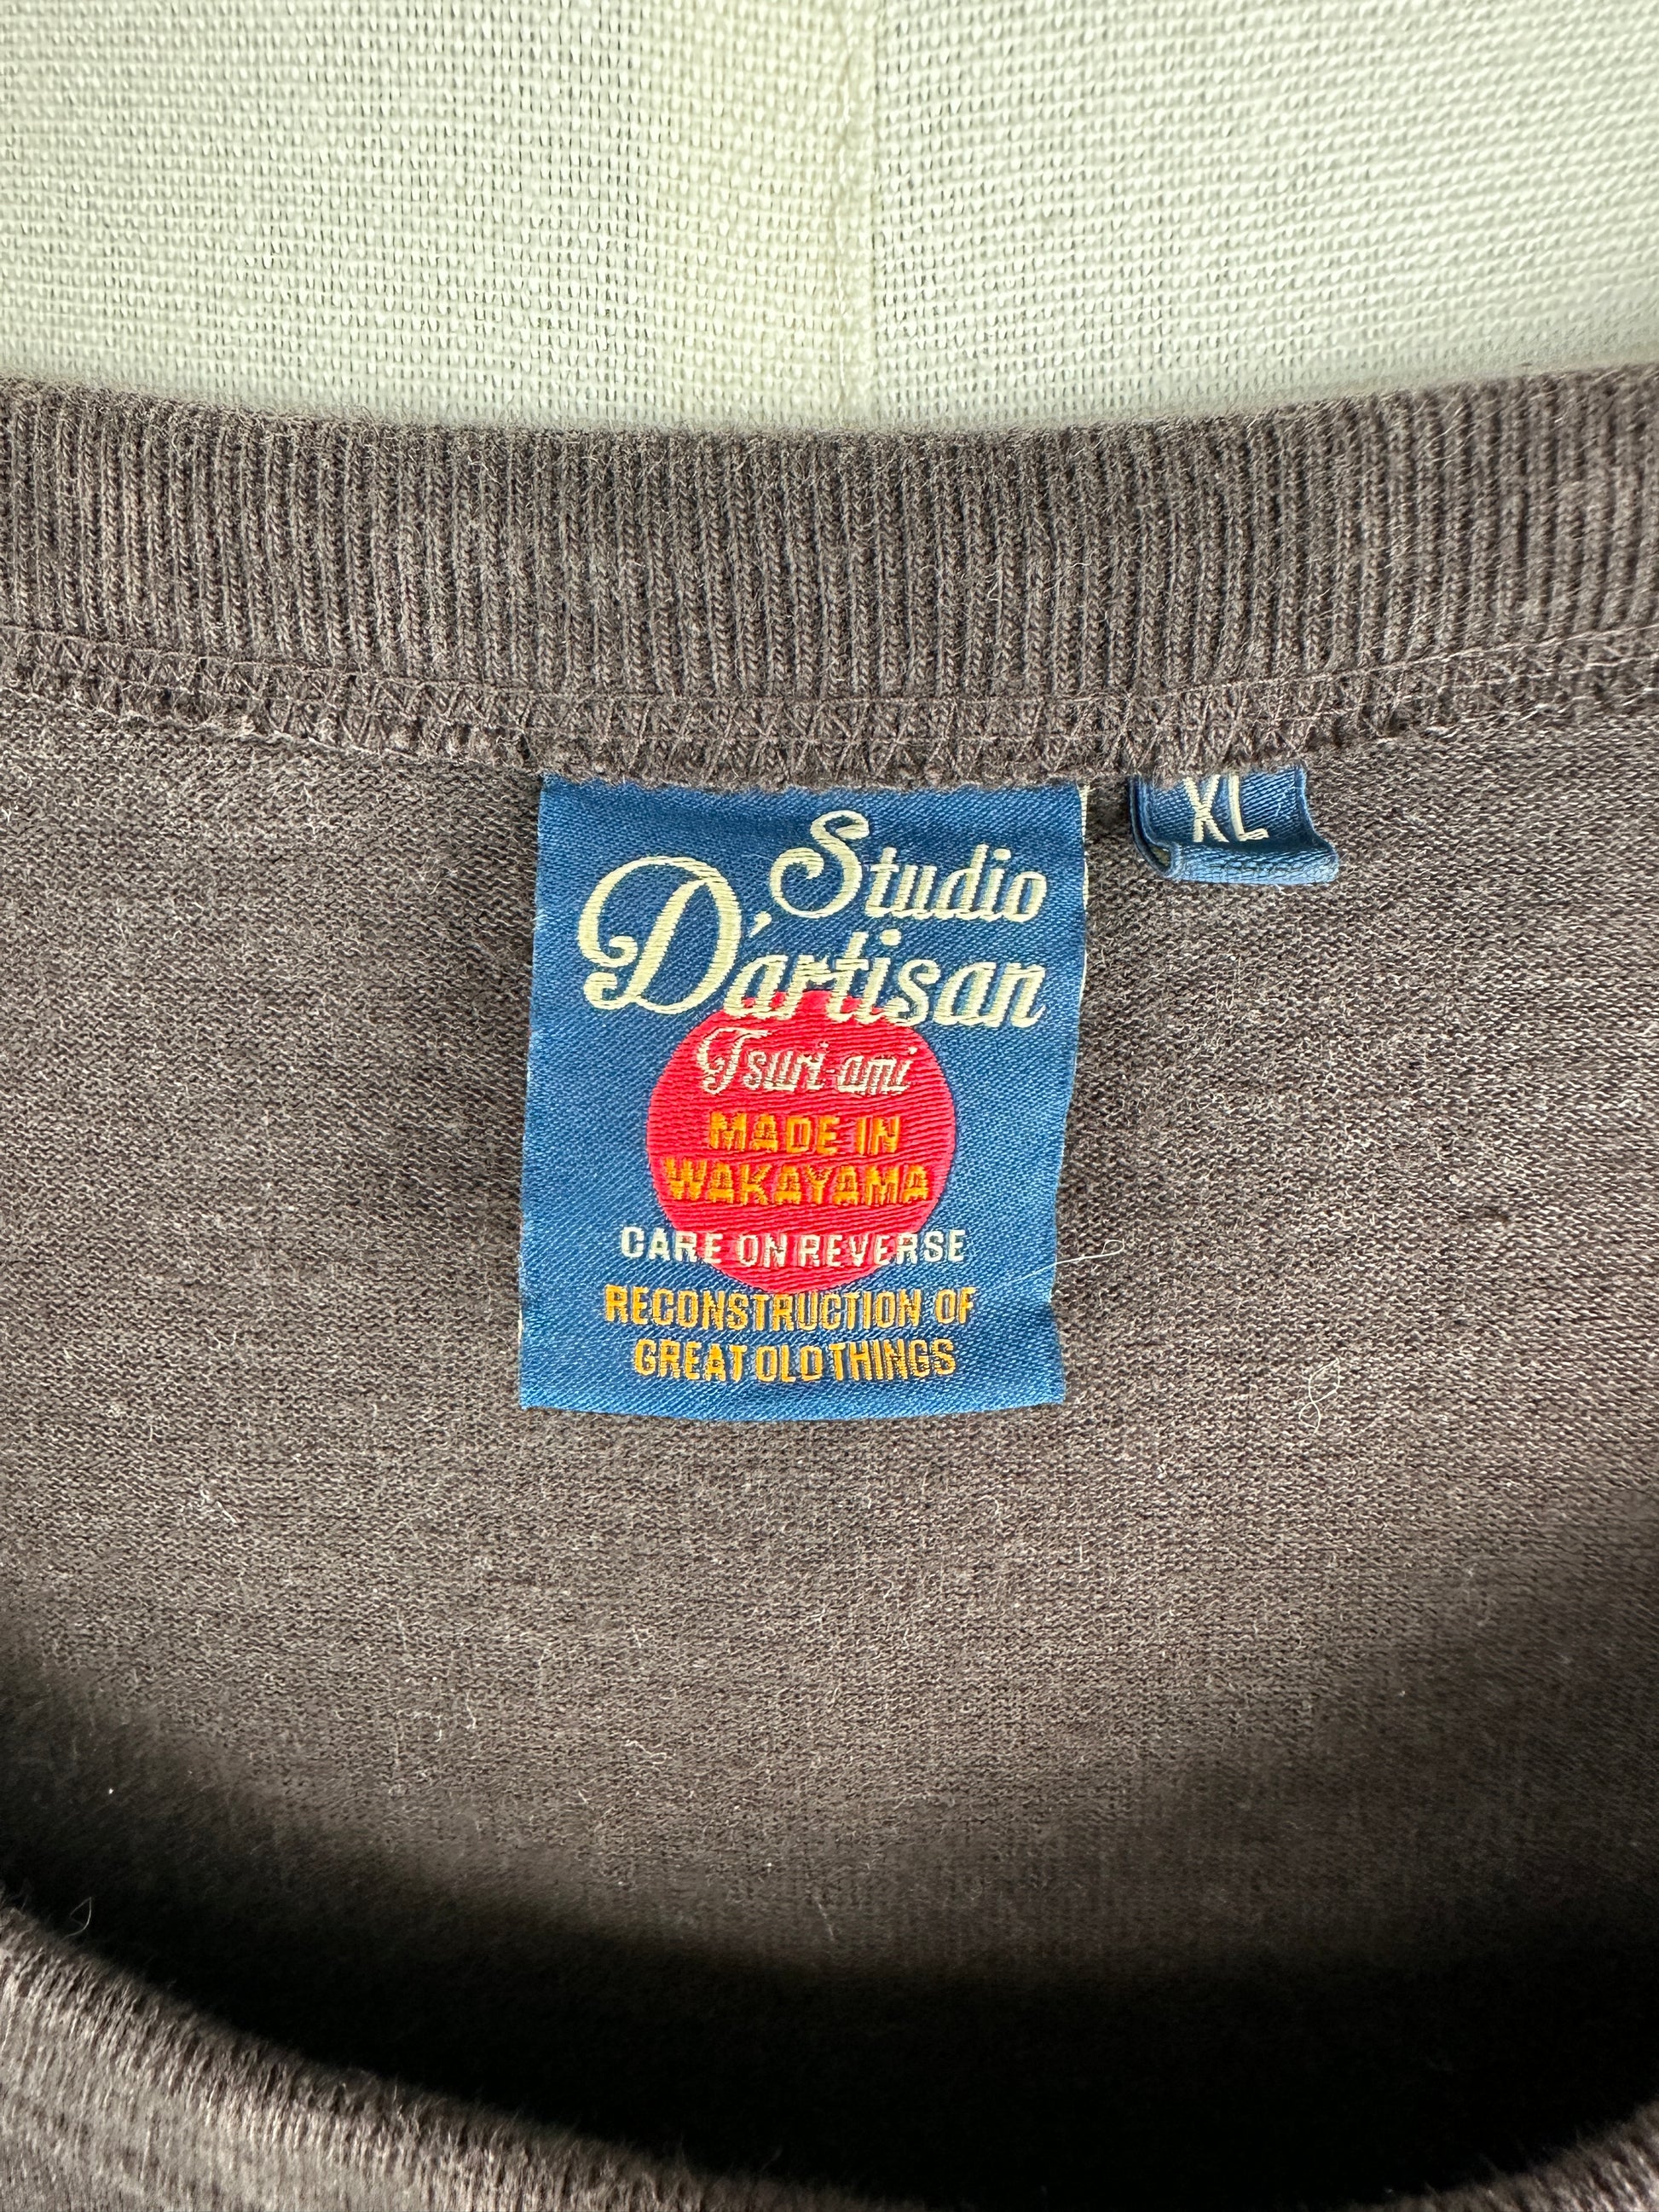 Studio
D'artisan
Tsuri-ami
MADE IN
WAKAYAMA
CARE ON REVERSE
RECONSTRUCTION OF
GREAT OLD THINGS
XL